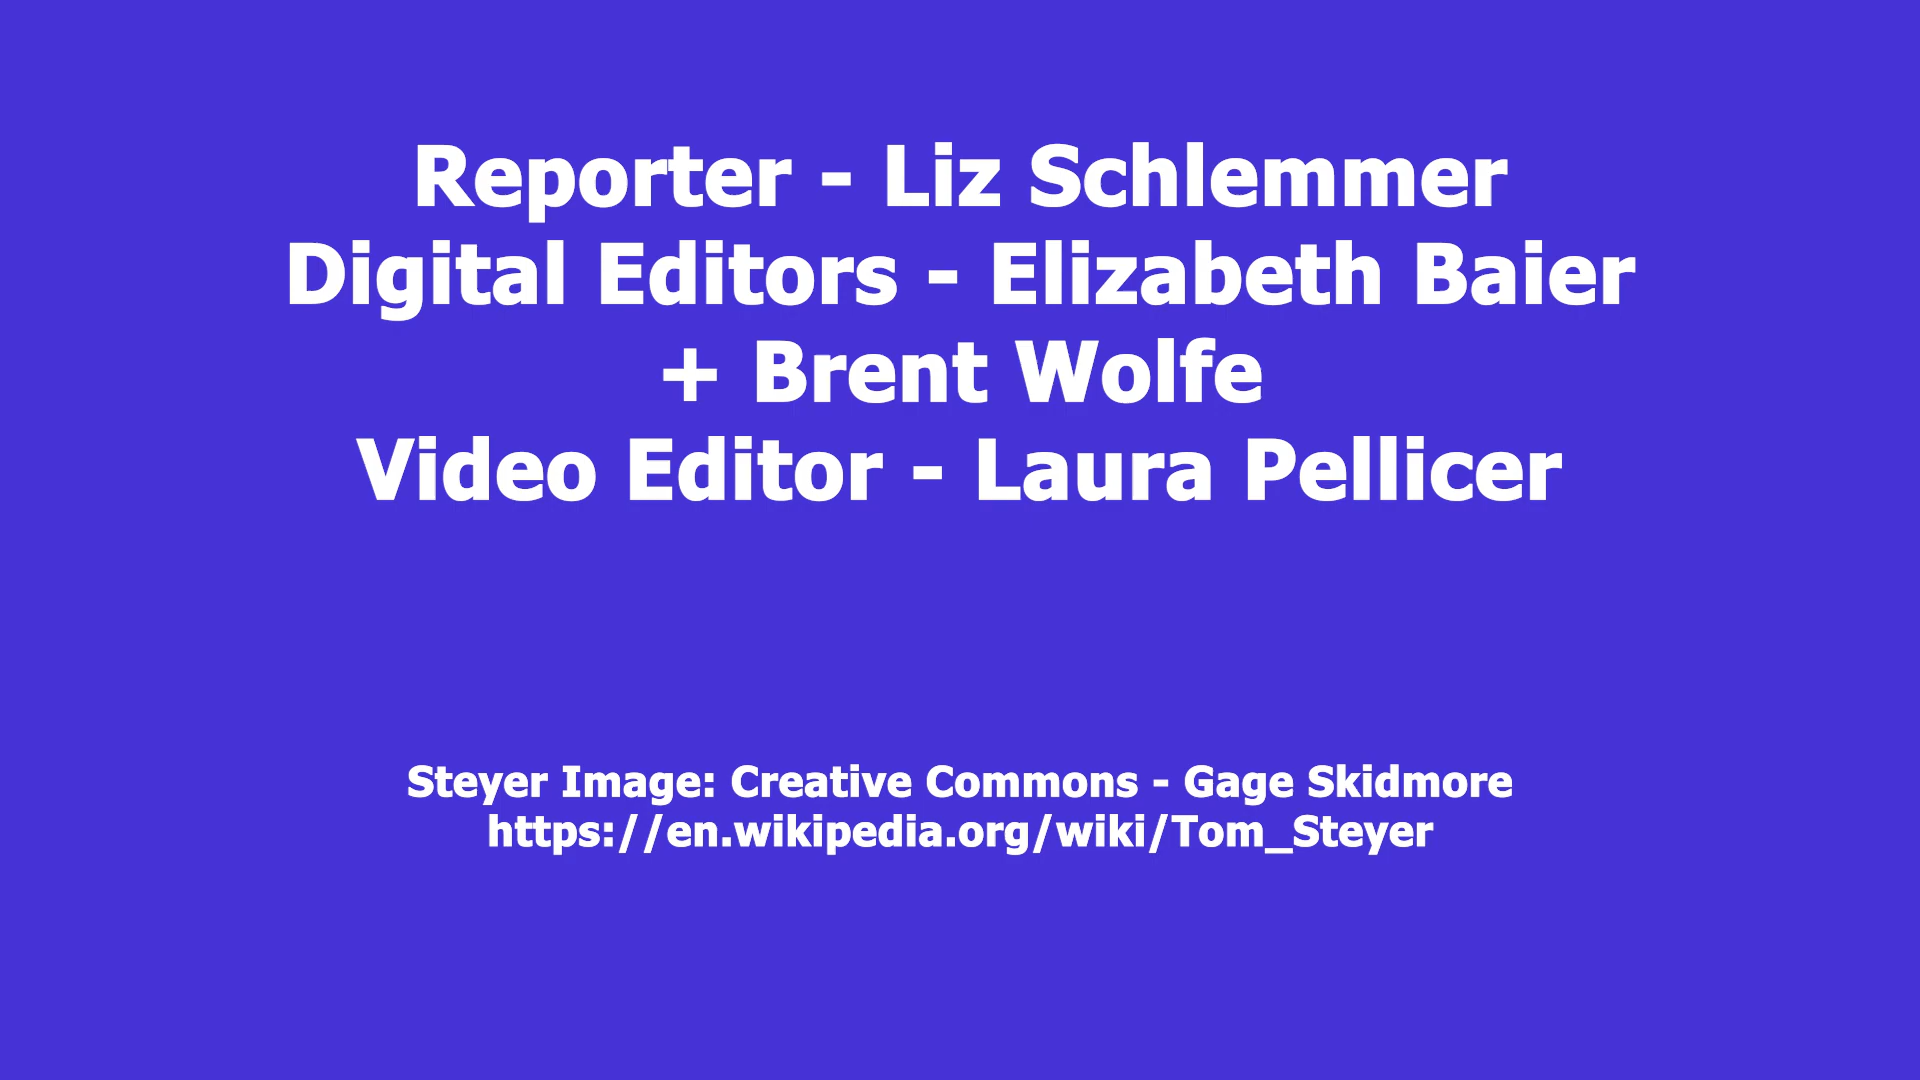 Reporter - Liz Schlemmer
Digital Editors - Elizabeth Baier
+ Brent Wolfe
Video Editor - Laura Pellicer
Steyer Image: Creative Commons - Gage Skidmore
https://en.wikipedia.org/wiki/Tom_Steyer